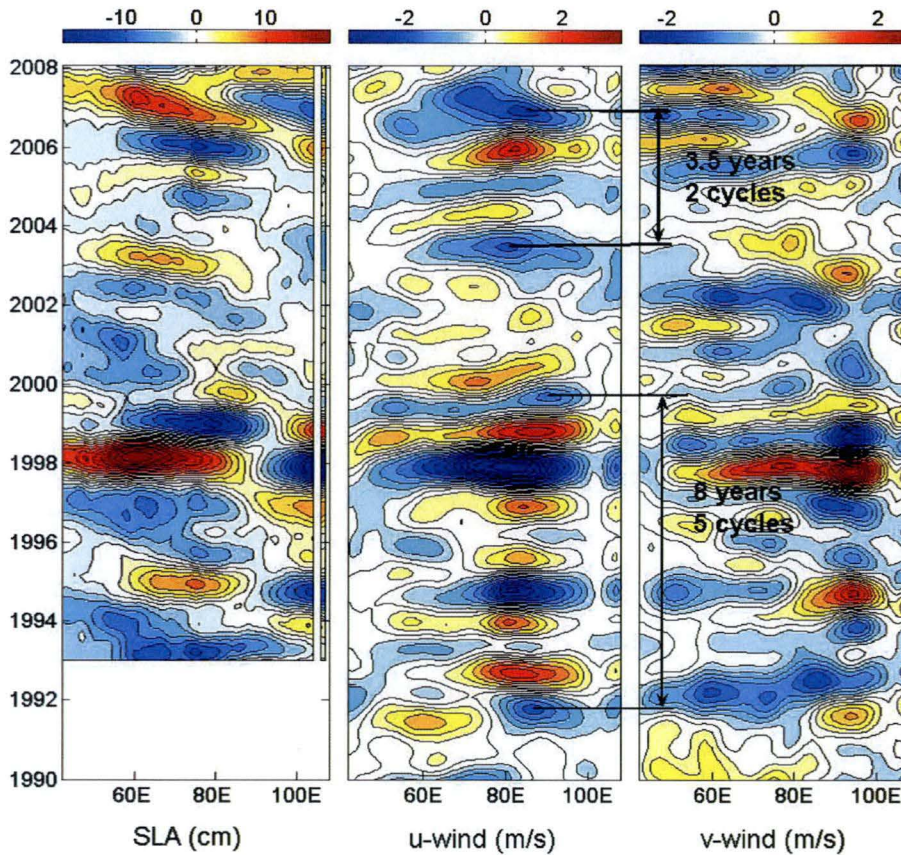 -10 0 10
-2 0 2
-2 0 2
2008
2006
2004
2002
2000
1998
1996
1994
1992
1990
3.5 years
2 cycles
8 years
5 cycles
60E 80E 100E
60E 80E 100E
60E 80E 100E
SLA (cm)
u-wind (m/s)
v-wind (m/s)